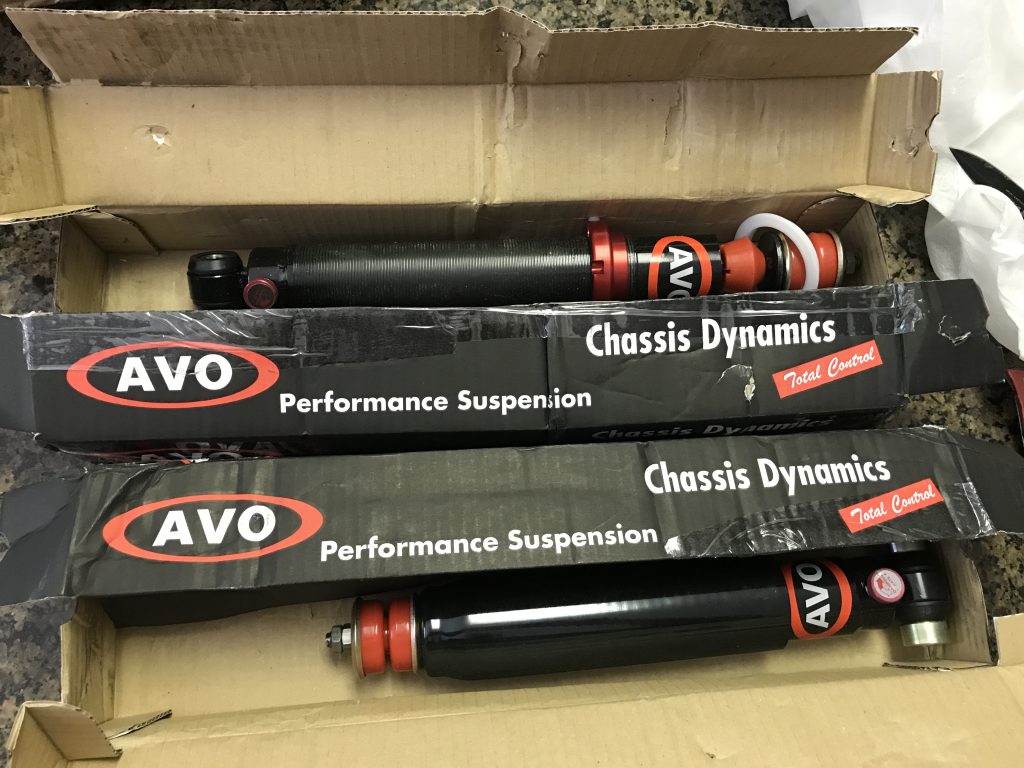 AVO
AVO
Performance Suspension
Chassis Dynamics
Total Control
Chassis Dynamics
AVO
Performance Suspension
Chassis Dynamics
Total Control
AVO